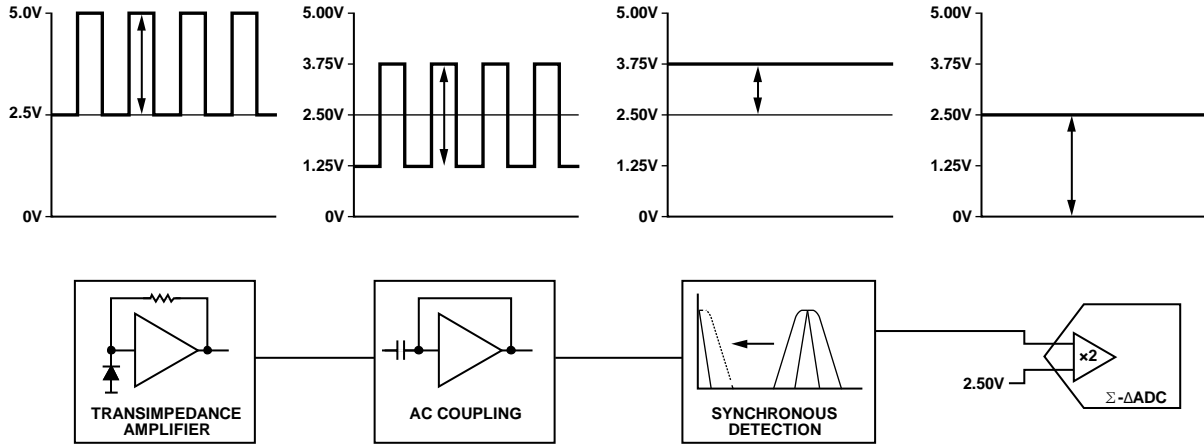 5.0V
2.5V
0V
5.00V
3.75V
2.50V
1.25V
0V
5.00V
3.75V
2.50V
1.25V
0V
5.00V
3.75V
2.50V
1.25V
0V
TRANSIMPEDANCE
AMPLIFIER
AC COUPLING
SYNCHRONOUS
DETECTION
2.50V
×2
Σ-ΔADC